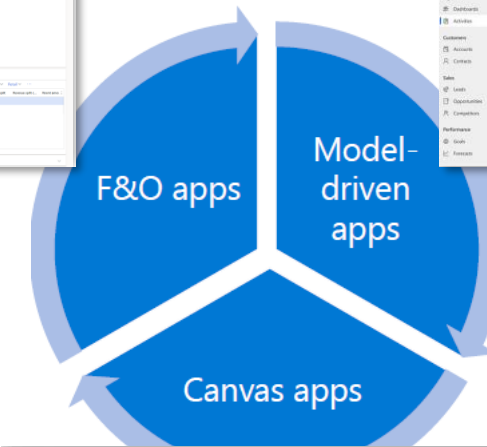 Dashboards
Activities
Customers
Accounts
Contacts
Sales
Leads
Opportunities
Competitors
Performance
Goals
Forecasts
F&O apps
Model-
driven
apps
Canvas apps